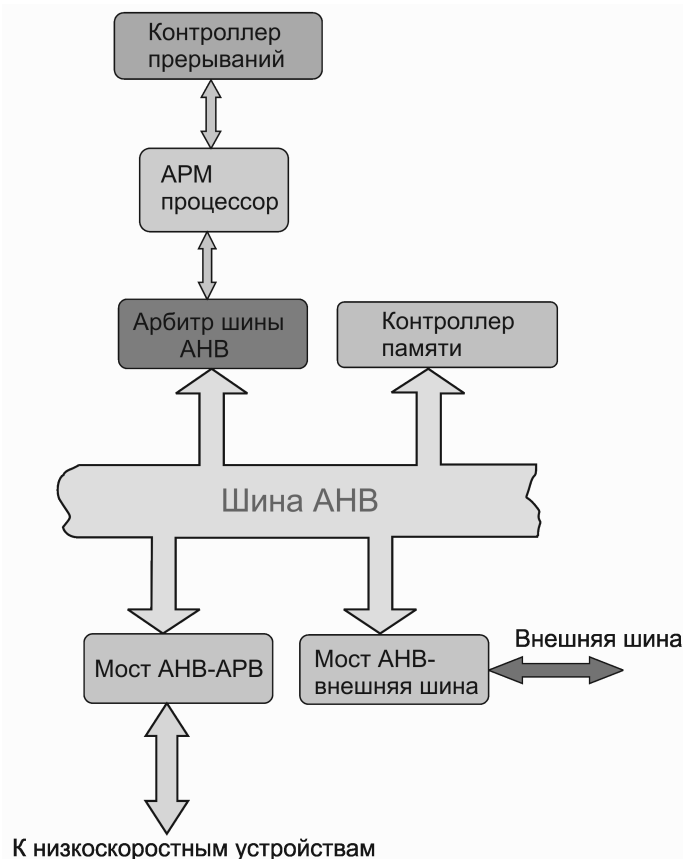 Контроллер
прерываний
АРМ
процессор
Арбитр шины
АНВ
Контроллер
памяти
Шина АНВ
Мост АНВ-АРВ
Мост АНВ-
внешняя шина
Внешняя шина
К низкоскоростным устройствам